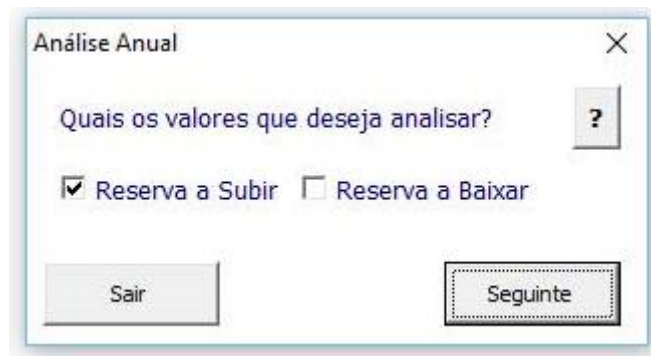 Análise Anual
Quais os valores que deseja analisar?
?
Reserva a Subir Reserva a Baixar
Sair Seguinte